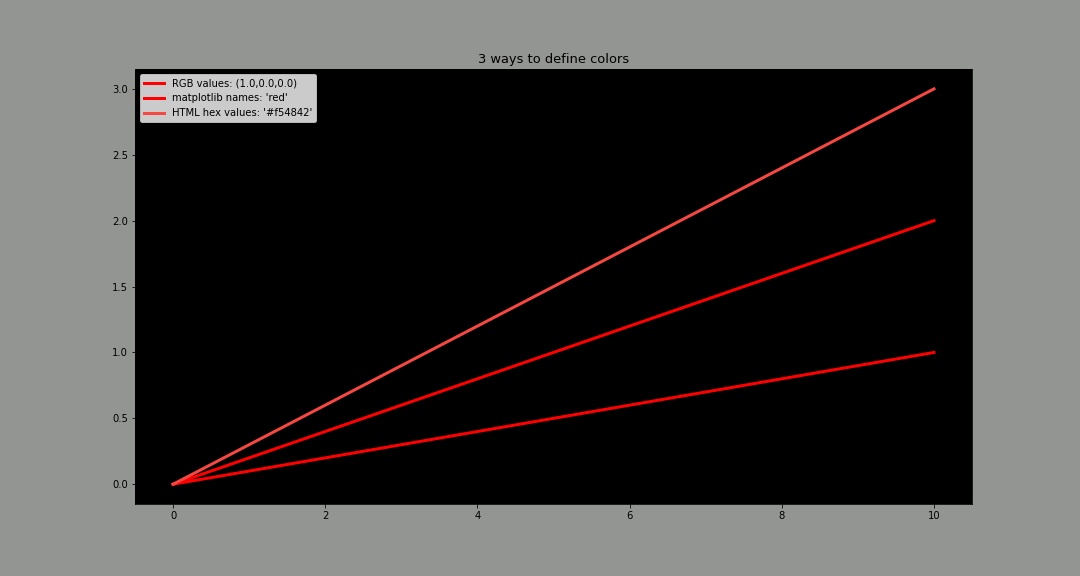 3 ways to define colors
RGB values: (1.0,0.0,0.0)
matplotlib names: 'red'
HTML hex values: '#f54842'
3.0
2.5
2.0
1.5
1.0
0.5
0.0
0 2 4 6 8 10